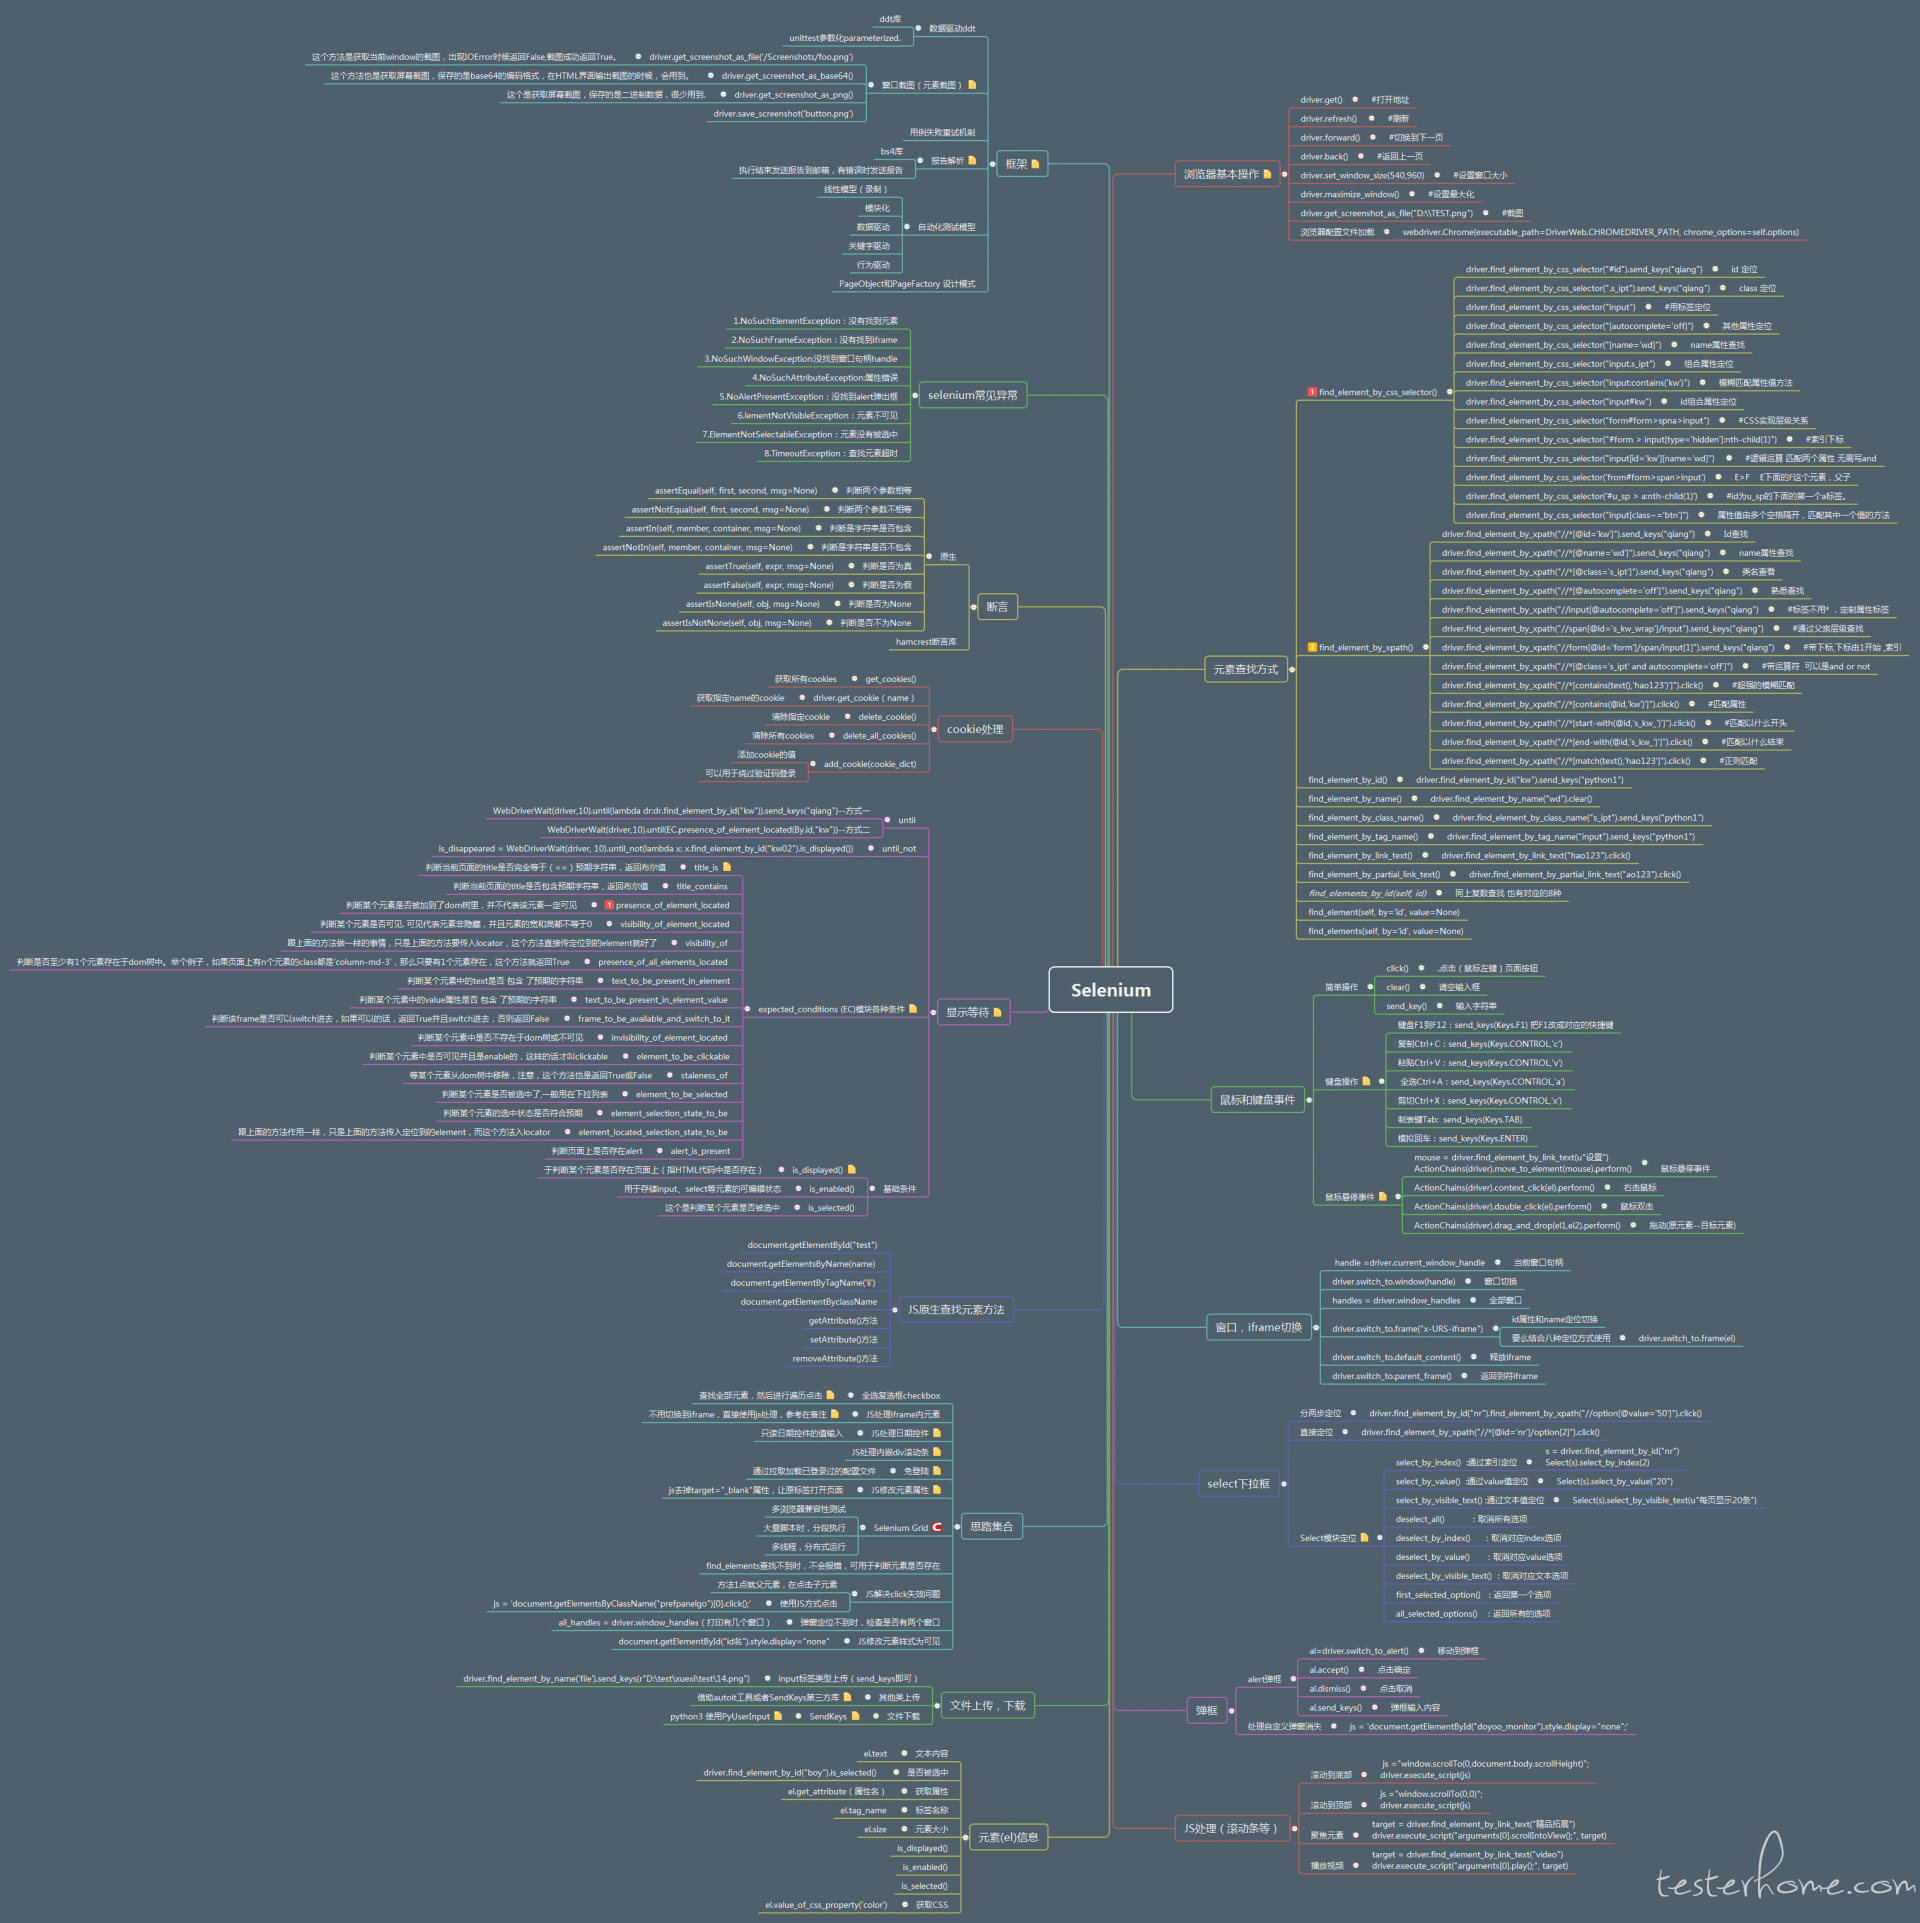 Selenium
浏览器基本操作
driver.get() #打开地址
driver.refresh() #刷新
driver.forward() #切换到下一页
driver.back() #返回上一页
driver.set_window_size(540,960) #设置窗口大小
driver.maximize_window() #设置最大化
driver.get_screenshot_as_file("D:\\TEST.png") #截图
浏览器配置文件加载 webdriver.Chrome(executable_path=DriverWeb.CHROMEDRIVER_PATH, chrome_options=self.options)
元素查找方式
1 find_element_by_css_selector()
driver.find_element_by_css_selector("#id").send_keys("qiang") id 定位
driver.find_element_by_css_selector(".s_ipt").send_keys("qiang") class 定位
driver.find_element_by_css_selector("input") #用标签定位
driver.find_element_by_css_selector("[autocomplete='off]") 其他属性定位
driver.find_element_by_css_selector("[name='wd]") name属性查找
driver.find_element_by_css_selector("input.s_ipt") 组合属性定位
driver.find_element_by_css_selector("input:contains('kw')") 模糊匹配属性值方法
driver.find_element_by_css_selector("input#kw") id组合属性定位
driver.find_element_by_css_selector("form#form>spna>input") #CSS实现层级关系
driver.find_element_by_css_selector("#form > input[type='hidden']:nth-child(1)") #索引下标
driver.find_element_by_css_selector("input[id='kw'][name='wd]") #逻辑运算 匹配两个属性 无需写and
driver.find_element_by_css_selector('from#form>span>input') E>F E下面的F这个元素，父子
driver.find_element_by_css_selector('#u_sp > a:nth-child(1)') #id为u_sp的下面的第一个a标签。
driver.find_element_by_css_selector("input[class~='btn']") 属性值由多个空格隔开，匹配其中一个值的方法
2 find_element_by_xpath()
driver.find_element_by_xpath("//*[@id='kw']").send_keys("qiang") Id查找
driver.find_element_by_xpath("//*[@name='wd']").send_keys("qiang") name属性查找
driver.find_element_by_xpath("//*[@class='s_ipt']").send_keys("qiang") 类名查看
driver.find_element_by_xpath("//*[@autocomplete='off']").send_keys("qiang") 熟悉查找
driver.find_element_by_xpath("//input[@autocomplete='off']").send_keys("qiang") #标签不用*，定制属性标签
driver.find_element_by_xpath("//span[@id='s_kw_wrap']/input").send_keys("qiang") #通过父亲层级查找
driver.find_element_by_xpath("//form[@id='form']/span/input[1]").send_keys("qiang") #带下标,下标由1开始 ,索引
driver.find_element_by_xpath("//*[@class='s_ipt' and autocomplete='off']") #带运算符 可以是and or not
driver.find_element_by_xpath("//*[contains(text(),'hao123')']").click() #超强的模糊匹配
driver.find_element_by_xpath("//*[contains(@id,'kw')']").click() #匹配属性
driver.find_element_by_xpath("//*[start-with(@id,'s_kw_')']").click() #匹配以什么开头
driver.find_element_by_xpath("//*[end-with(@id,'s_kw_')']").click() #匹配以什么结束
driver.find_element_by_xpath("//*[match(text(),'hao123']").click() #正则匹配
find_element_by_id() driver.find_element_by_id("kw").send_keys("python1")
find_element_by_name() driver.find_element_by_name("wd").clear()
find_element_by_class_name() driver.find_element_by_class_name("s_ipt").send_keys("python1")
find_element_by_tag_name() driver.find_element_by_tag_name("input").send_keys("python1")
find_element_by_link_text() driver.find_element_by_link_text("hao123").click()
find_element_by_partial_link_text() driver.find_element_by_partial_link_text("ao123").click()
find_elements_by_id(self, id) 同上复数查找 也有对应的8种
find_element(self, by='id', value=None)
find_elements(self, by='id', value=None)
鼠标和键盘事件
简单操作
click() ,点击（鼠标左键）页面按钮
clear() 请空输入框
send_key() 输入字符串
键盘操作
键盘F1到F12：send_keys(Keys.F1) 把F1改成对应的快捷键
复制Ctrl+C：send_keys(Keys.CONTROL,'c')
粘贴Ctrl+V：send_keys(Keys.CONTROL,'v')
全选Ctrl+A：send_keys(Keys.CONTROL,'a')
剪切Ctrl+X：send_keys(Keys.CONTROL,'x')
制表键Tab: send_keys(Keys.TAB)
模拟回车：send_keys(Keys.ENTER)
鼠标悬停事件
mouse = driver.find_element_by_link_text(u"设置")
ActionChains(driver).move_to_element(mouse).perform() 鼠标悬停事件
ActionChains(driver).context_click(el).perform() 右击鼠标
ActionChains(driver).double_click(el).perform() 鼠标双击
ActionChains(driver).drag_and_drop(el1,el2).perform() 拖动(原元素--目标元素)
窗口，iframe切换
handle =driver.current_window_handle 当前窗口句柄
driver.switch_to.window(handle) 窗口切换
handles = driver.window_handles 全部窗口
driver.switch_to.frame("x-URS-iframe")
id属性和name定位切换
要么结合八种定位方式使用 driver.switch_to.frame(el)
driver.switch_to.default_content() 释放iframe
driver.switch_to.parent_frame() 返回到符iframe
select下拉框
分两步定位 driver.find_element_by_id("nr").find_element_by_xpath("//option[@value='50']").click()
直接定位 driver.find_element_by_xpath("//*[@id='nr']/option[2]").click()
Select模块定位
s = driver.find_element_by_id("nr")
select_by_index() :通过索引定位 Select(s).select_by_index(2)
select_by_value() :通过value值定位 Select(s).select_by_value("20")
select_by_visible_text() :通过文本值定位 Select(s).select_by_visible_text(u"每页显示20条")
deselect_all() ：取消所有选项
deselect_by_index() ：取消对应index选项
deselect_by_value() ：取消对应value选项
deselect_by_visible_text() ：取消对应文本选项
first_selected_option() ：返回第一个选项
all_selected_options() ：返回所有的选项
弹框
alert弹框
al=driver.switch_to_alert() 移动到弹框
al.accept() 点击确定
al.dismiss() 点击取消
al.send_keys() 弹框输入内容
处理自定义弹窗消失 js = 'document.getElementById("doyoo_monitor").style.display="none";'
JS处理（滚动条等）
滚动到底部
js ="window.scrollTo(0,document.body.scrollHeight)";
driver.execute_script(js)
滚动到顶部
js ="window.scrollTo(0,0)";
driver.execute_script(js)
聚焦元素
target = driver.find_element_by_link_text("精品拓展")
driver.execute_script("arguments[0].scrollIntoView();", target)
播放视频
target = driver.find_element_by_link_text("video")
driver.execute_script("arguments[0].play();", target)
框架
数据驱动ddt
ddt库
unittest参数化parameterized.
窗口截图（元素截图）
这个方法是获取当前window的截图，出现IOError时候返回False,截图成功返回True。 driver.get_screenshot_as_file('/Screenshots/foo.png')
这个方法也是获取屏幕截图，保存的是base64的编码格式，在HTML界面输出截图的时候，会用到。 driver.get_screenshot_as_base64()
这个是获取屏幕截图，保存的是二进制数据，很少用到. driver.get_screenshot_as_png()
driver.save_screenshot('button.png')
用例失败重试机制
报告解析
bs4库
执行结束发送报告到邮箱，有错误时发送报告
自动化测试模型
线性模型（录制）
模块化
数据驱动
关键字驱动
行为驱动
PageObject和PageFactory 设计模式
selenium常见异常
1.NoSuchElementException：没有找到元素
2.NoSuchFrameException：没有找到iframe
3.NoSuchWindowException:没找到窗口句柄handle
4.NoSuchAttributeException:属性错误
5.NoAlertPresentException：没找到alert弹出框
6.lementNotVisibleException：元素不可见
7.ElementNotSelectableException：元素没有被选中
8.TimeoutException：查找元素超时
断言
原生
assertEqual(self, first, second, msg=None) 判断两个参数相等
assertNotEqual(self, first, second, msg=None) 判断两个参数不相等
assertIn(self, member, container, msg=None) 判断是字符串是否包含
assertNotIn(self, member, container, msg=None) 判断是字符串是否不包含
assertTrue(self, expr, msg=None) 判断是否为真
assertFalse(self, expr, msg=None) 判断是否为假
assertIsNone(self, obj, msg=None) 判断是否为None
assertIsNotNone(self, obj, msg=None) 判断是否不为None
hamcrest断言库
cookie处理
获取所有cookies get_cookies()
获取指定name的cookie driver.get_cookie（name）
清除指定cookie delete_cookie()
清除所有cookies delete_all_cookies()
添加cookie的值
可以用于绕过验证码登录
add_cookie(cookie_dict)
显示等待
until
WebDriverWait(driver,10).until(lambda dr:dr.find_element_by_id("kw")).send_keys("qiang")--方式一
WebDriverWait(driver,10).until(EC.presence_of_element_located(By.id,"kw"))--方式二
is_disappeared = WebDriverWait(driver, 10).until_not(lambda x: x.find_element_by_id("kw02").is_displayed()) until_not
expected_conditions (EC)模块各种条件
判断当前页面的title是否完全等于（==）预期字符串，返回布尔值 title_is
判断当前页面的title是否包含预期字符串，返回布尔值 title_contains
判断某个元素是否被加到了dom树里，并不代表该元素一定可见 1 presence_of_element_located
判断某个元素是否可见. 可见代表元素非隐藏，并且元素的宽和高都不等于0 visibility_of_element_located
跟上面的方法做一样的事情，只是上面的方法要传入locator，这个方法直接传定位到的element就好了 visibility_of
判断是否至少有1个元素存在于dom树中。举个例子，如果页面上有n个元素的class都是'column-md-3'，那么只要有1个元素存在，这个方法就返回True presence_of_all_elements_located
判断某个元素中的text是否 包含 了预期的字符串 text_to_be_present_in_element
判断某个元素中的value属性是否 包含 了预期的字符串 text_to_be_present_in_element_value
判断该frame是否可以switch进去，如果可以的话，返回True并且switch进去，否则返回False frame_to_be_available_and_switch_to_it
判断某个元素中是否不存在于dom树或不可见 invisibility_of_element_located
判断某个元素中是否可见并且是enable的，这样的话才叫clickable element_to_be_clickable
等某个元素从dom树中移除，注意，这个方法也是返回True或False staleness_of
判断某个元素是否被选中了,一般用在下拉列表 element_to_be_selected
判断某个元素的选中状态是否符合预期 element_selection_state_to_be
跟上面的方法作用一样，只是上面的方法传入定位到的element，而这个方法入locator element_located_selection_state_to_be
判断页面上是否存在alert alert_is_present
基础条件
于判断某个元素是否存在页面上（指HTML代码中是否存在） is_displayed()
用于存储input、select等元素的可编辑状态 is_enabled()
这个是判断某个元素是否被选中 is_selected()
JS原生查找元素方法
document.getElementById("test")
document.getElementsByName(name)
document.getElementByTagName('li')
document.getElementByclassName
getAttribute()方法
setAttribute()方法
removeAttribute()方法
思路集合
查找全部元素，然后进行遍历点击 全选复选框checkbox
不用切换到iframe，直接使用js处理，参考在备注 JS处理iframe内元素
只读日期控件的值输入 JS处理日期控件
JS处理内嵌div滚动条
通过拉取加载已登录过的配置文件 免登陆
js去掉target="_blank"属性，让原标签打开页面 JS修改元素属性
Selenium Grid
多浏览器兼容性测试
大量脚本时，分段执行
多线程，分布式运行
find_elements查找不到时，不会报错，可用于判断元素是否存在
JS解决click失效问题
方法1点就父元素，在点击子元素
js = 'document.getElementsByClassName("prefpanelgo")[0].click();' 使用JS方式点击
all_handles = driver.window_handles（打印有几个窗口） 弹窗定位不到时，检查是否有两个窗口
document.getElementById("id名").style.display="none" JS修改元素样式为可见
文件上传，下载
driver.find_element_by_name('file').send_keys(r"D:\test\xuexi\test\14.png") input标签类型上传（send_keys即可）
借助autoit工具或者SendKeys第三方库 其他类上传
python3 使用PyUserInput SendKeys 文件下载
元素(el)信息
el.text 文本内容
driver.find_element_by_id("boy").is_selected() 是否被选中
el.get_attribute（属性名） 获取属性
el.tag_name 标签名称
el.size 元素大小
is_displayed()
is_enabled()
is_selected()
el.value_of_css_property('color') 获取CSS
testerhome.com